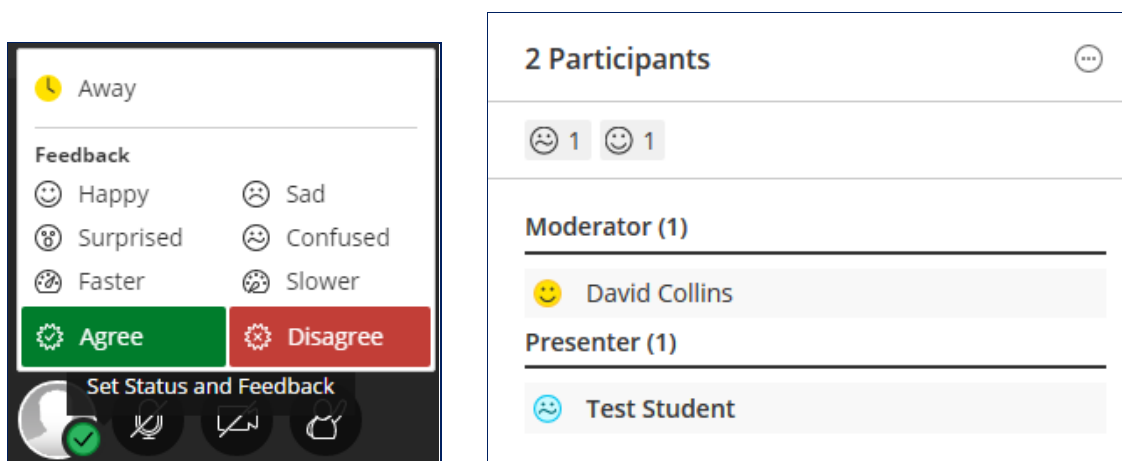 Away
Feedback
Happy Sad
Surprised Confused
Faster Slower
Agree Disagree
Set Status and Feedback
2 Participants
1 1
Moderator (1)
David Collins
Presenter (1)
Test Student